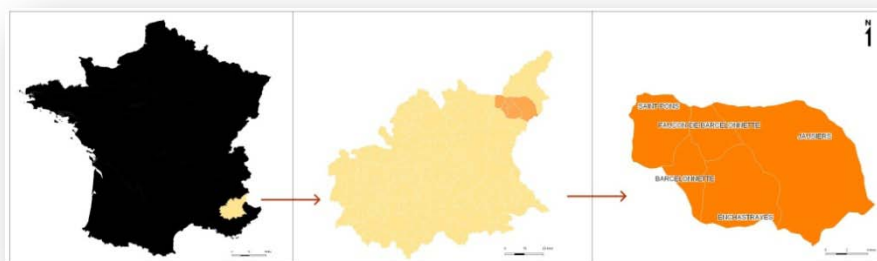 N
SAINT PONS
FAUCON DE BARCELONNETTE
JAUSIERS
BARCELONNETTE
ENCHASTRAYES